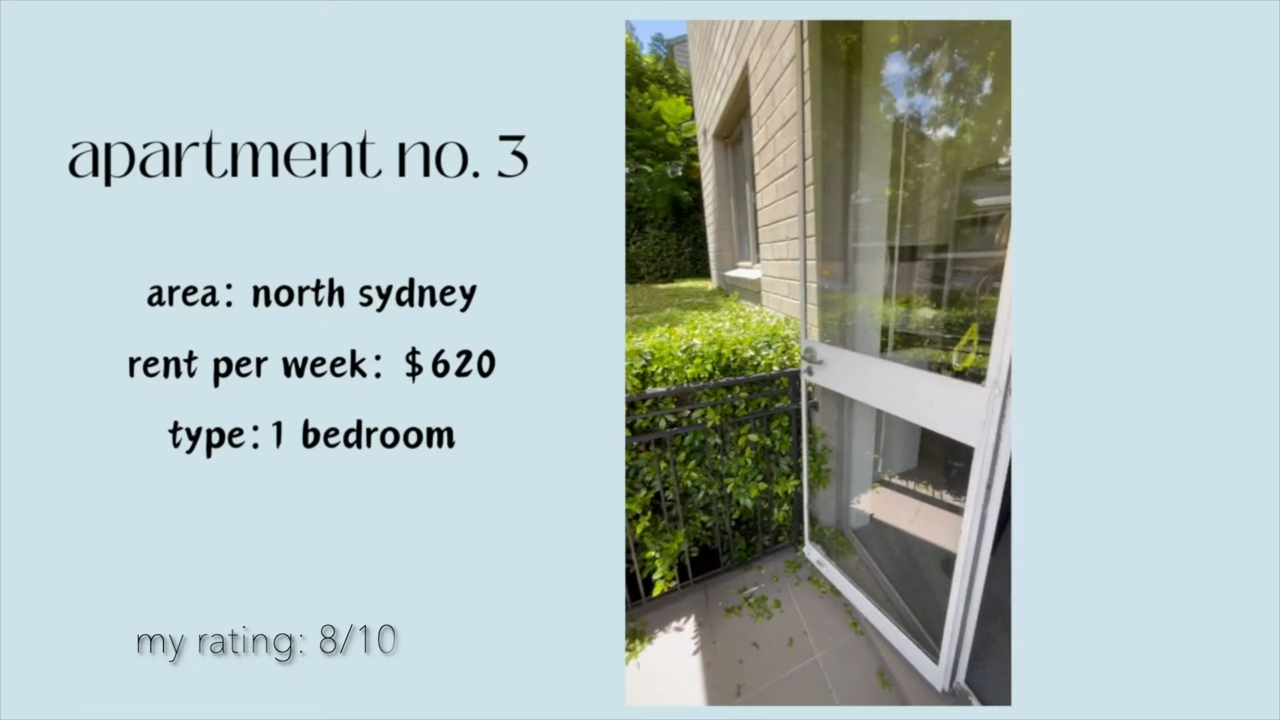 apartment no. 3
area: north sydney
rent per week: $620
type: 1 bedroom
my rating: 8/10